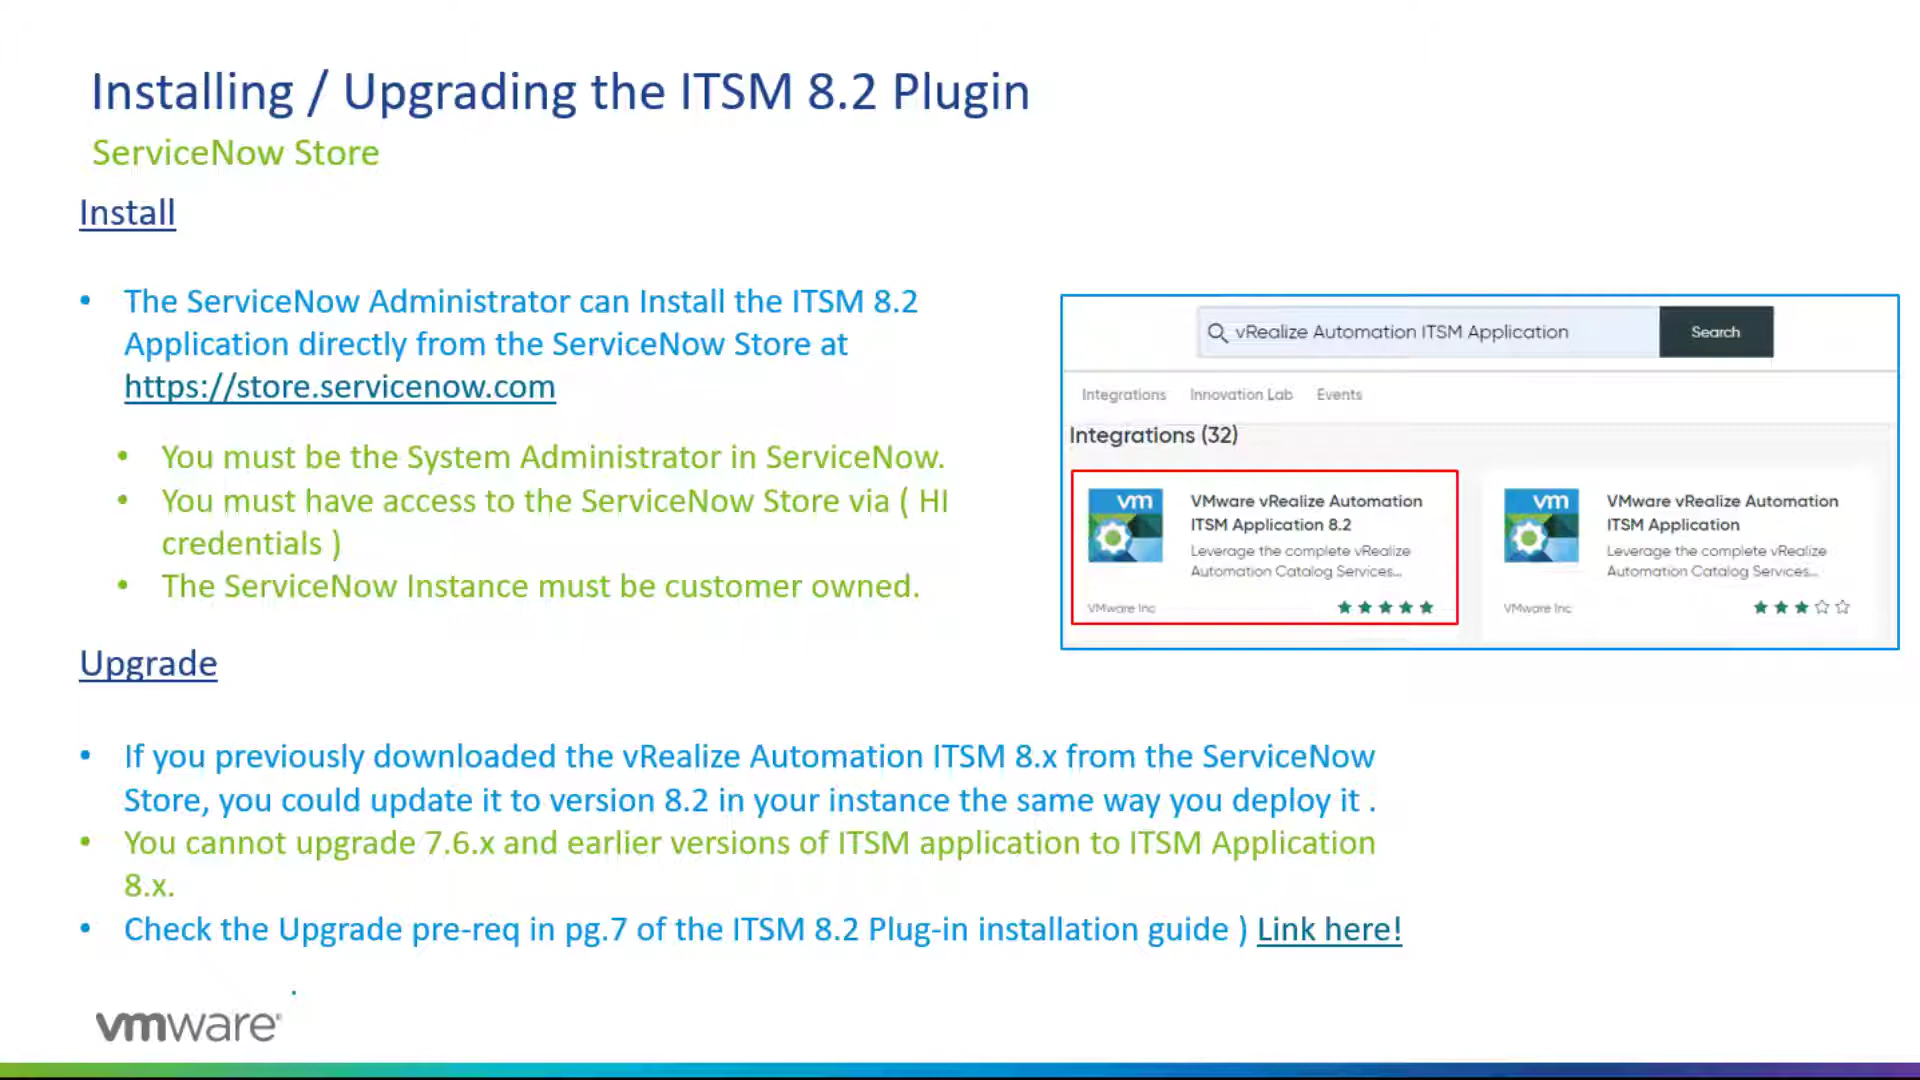 Installing / Upgrading the ITSM 8.2 Plugin
ServiceNow Store
Install
• The ServiceNow Administrator can Install the ITSM 8.2
Application directly from the ServiceNow Store at
https://store.servicenow.com
• You must be the System Administrator in ServiceNow.
• You must have access to the ServiceNow Store via ( HI
credentials )
• The ServiceNow Instance must be customer owned.
Upgrade
• If you previously downloaded the vRealize Automation ITSM 8.x from the ServiceNow
Store, you could update it to version 8.2 in your instance the same way you deploy it .
• You cannot upgrade 7.6.x and earlier versions of ITSM application to ITSM Application
8.x.
• Check the Upgrade pre-req in pg.7 of the ITSM 8.2 Plug-in installation guide ) Link here!
.
vRealize Automation ITSM Application Search
Integrations Innovation Lab Events
Integrations (32)
vm
VMware vRealize Automation
ITSM Application 8.2
Leverage the complete vRealize
Automation Catalog Services...
VMware Inc
vm
VMware vRealize Automation
ITSM Application
Leverage the complete vRealize
Automation Catalog Services...
VMware Inc
vmware®